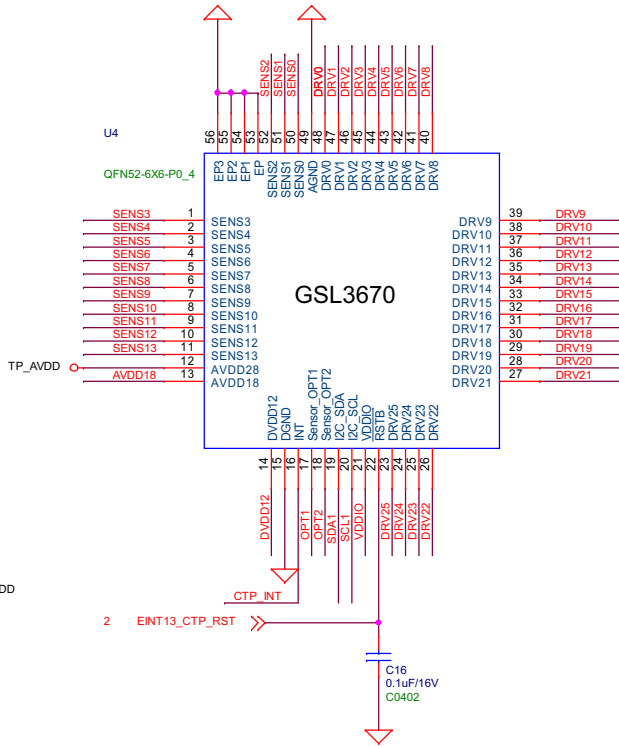 SENS2
SENS1
SENS0
DRV0
DRV1
DRV2
DRV3
DRV4
DRV5
DRV6
DRV7
DRV8
U4
56
55
54
53
52
51
50
49
48
47
46
45
44
43
42
41
40
QFN52-6X6-P0_4
EP3
EP2
EP1
EP
SENS2
SENS1
SENS0
AGND
DRV0
DRV1
DRV2
DRV3
DRV4
DRV5
DRV6
DRV7
DRV8
SENS3 1 SENS3
SENS4 2 SENS4
SENS5 3 SENS5
SENS6 4 SENS6
SENS7 5 SENS7
SENS8 6 SENS8
SENS9 7 SENS9
SENS10 8 SENS10
SENS11 9 SENS11
SENS12 10 SENS12
SENS13 11 SENS13
TP_AVDD 12 AVDD28
AVDD18 13 AVDD18
GSL3670
DRV9 39 DRV9
DRV10 38 DRV10
DRV11 37 DRV11
DRV12 36 DRV12
DRV13 35 DRV13
DRV14 34 DRV14
DRV15 33 DRV15
DRV16 32 DRV16
DRV17 31 DRV17
DRV18 30 DRV18
DRV19 29 DRV19
DRV20 28 DRV20
DRV21 27 DRV21
DVDD12
DGND
INT
Sensor_OPT1
Sensor_OPT2
I2C_SDA
I2C_SCL
VDDIO
RSTB
DRV25
DRV24
DRV23
DRV22
14
15
16
17
18
19
20
21
22
23
24
25
26
DVDD12
OPT1
OPT2
SDA1
SCL1
VDDIO
DRV25
DRV24
DRV23
DRV22
DD
CTP_INT
2 EINT13_CTP_RST
C16
0.1uF/16V
C0402